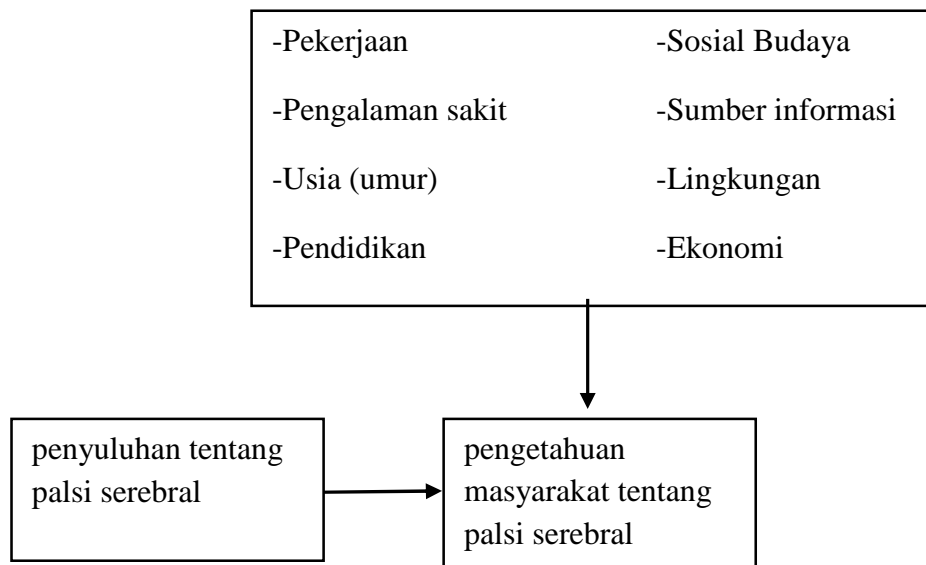 -Pekerjaan
-Sosial Budaya
-Pengalaman sakit
-Sumber informasi
-Usia (umur)
-Lingkungan
-Pendidikan
-Ekonomi
penyuluhan tentang
palsi serebral
pengetahuan
masyarakat tentang
palsi serebral